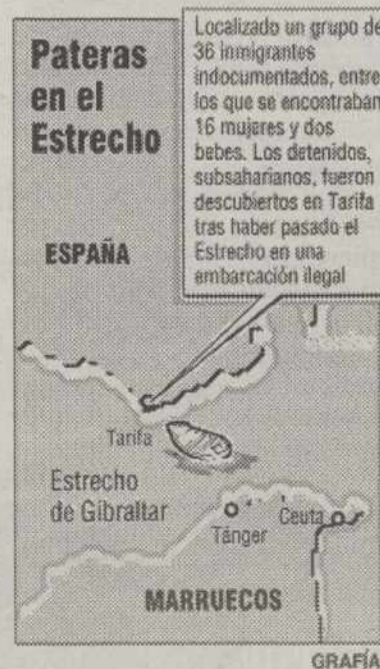 Pateras
en el
Estrecho
Localizado un grupo de
36 inmigrantes
indocumentados, entre
los que se encontraban
16 mujeres y dos
bebes. Los detenidos,
subsaharianos, fueron
descubiertos en Tarifa
tras haber pasado el
Estrecho en una
embarcación ilegal
ESPAÑA
Tarifa
Estrecho
de Gibraltar
Tánger
Ceuta
MARRUECOS
GRAFÍA